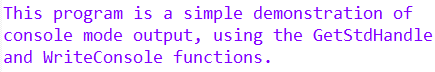 This program is a simple demonstration of
console mode output, using the GetStdHandle
and WriteConsole functions.